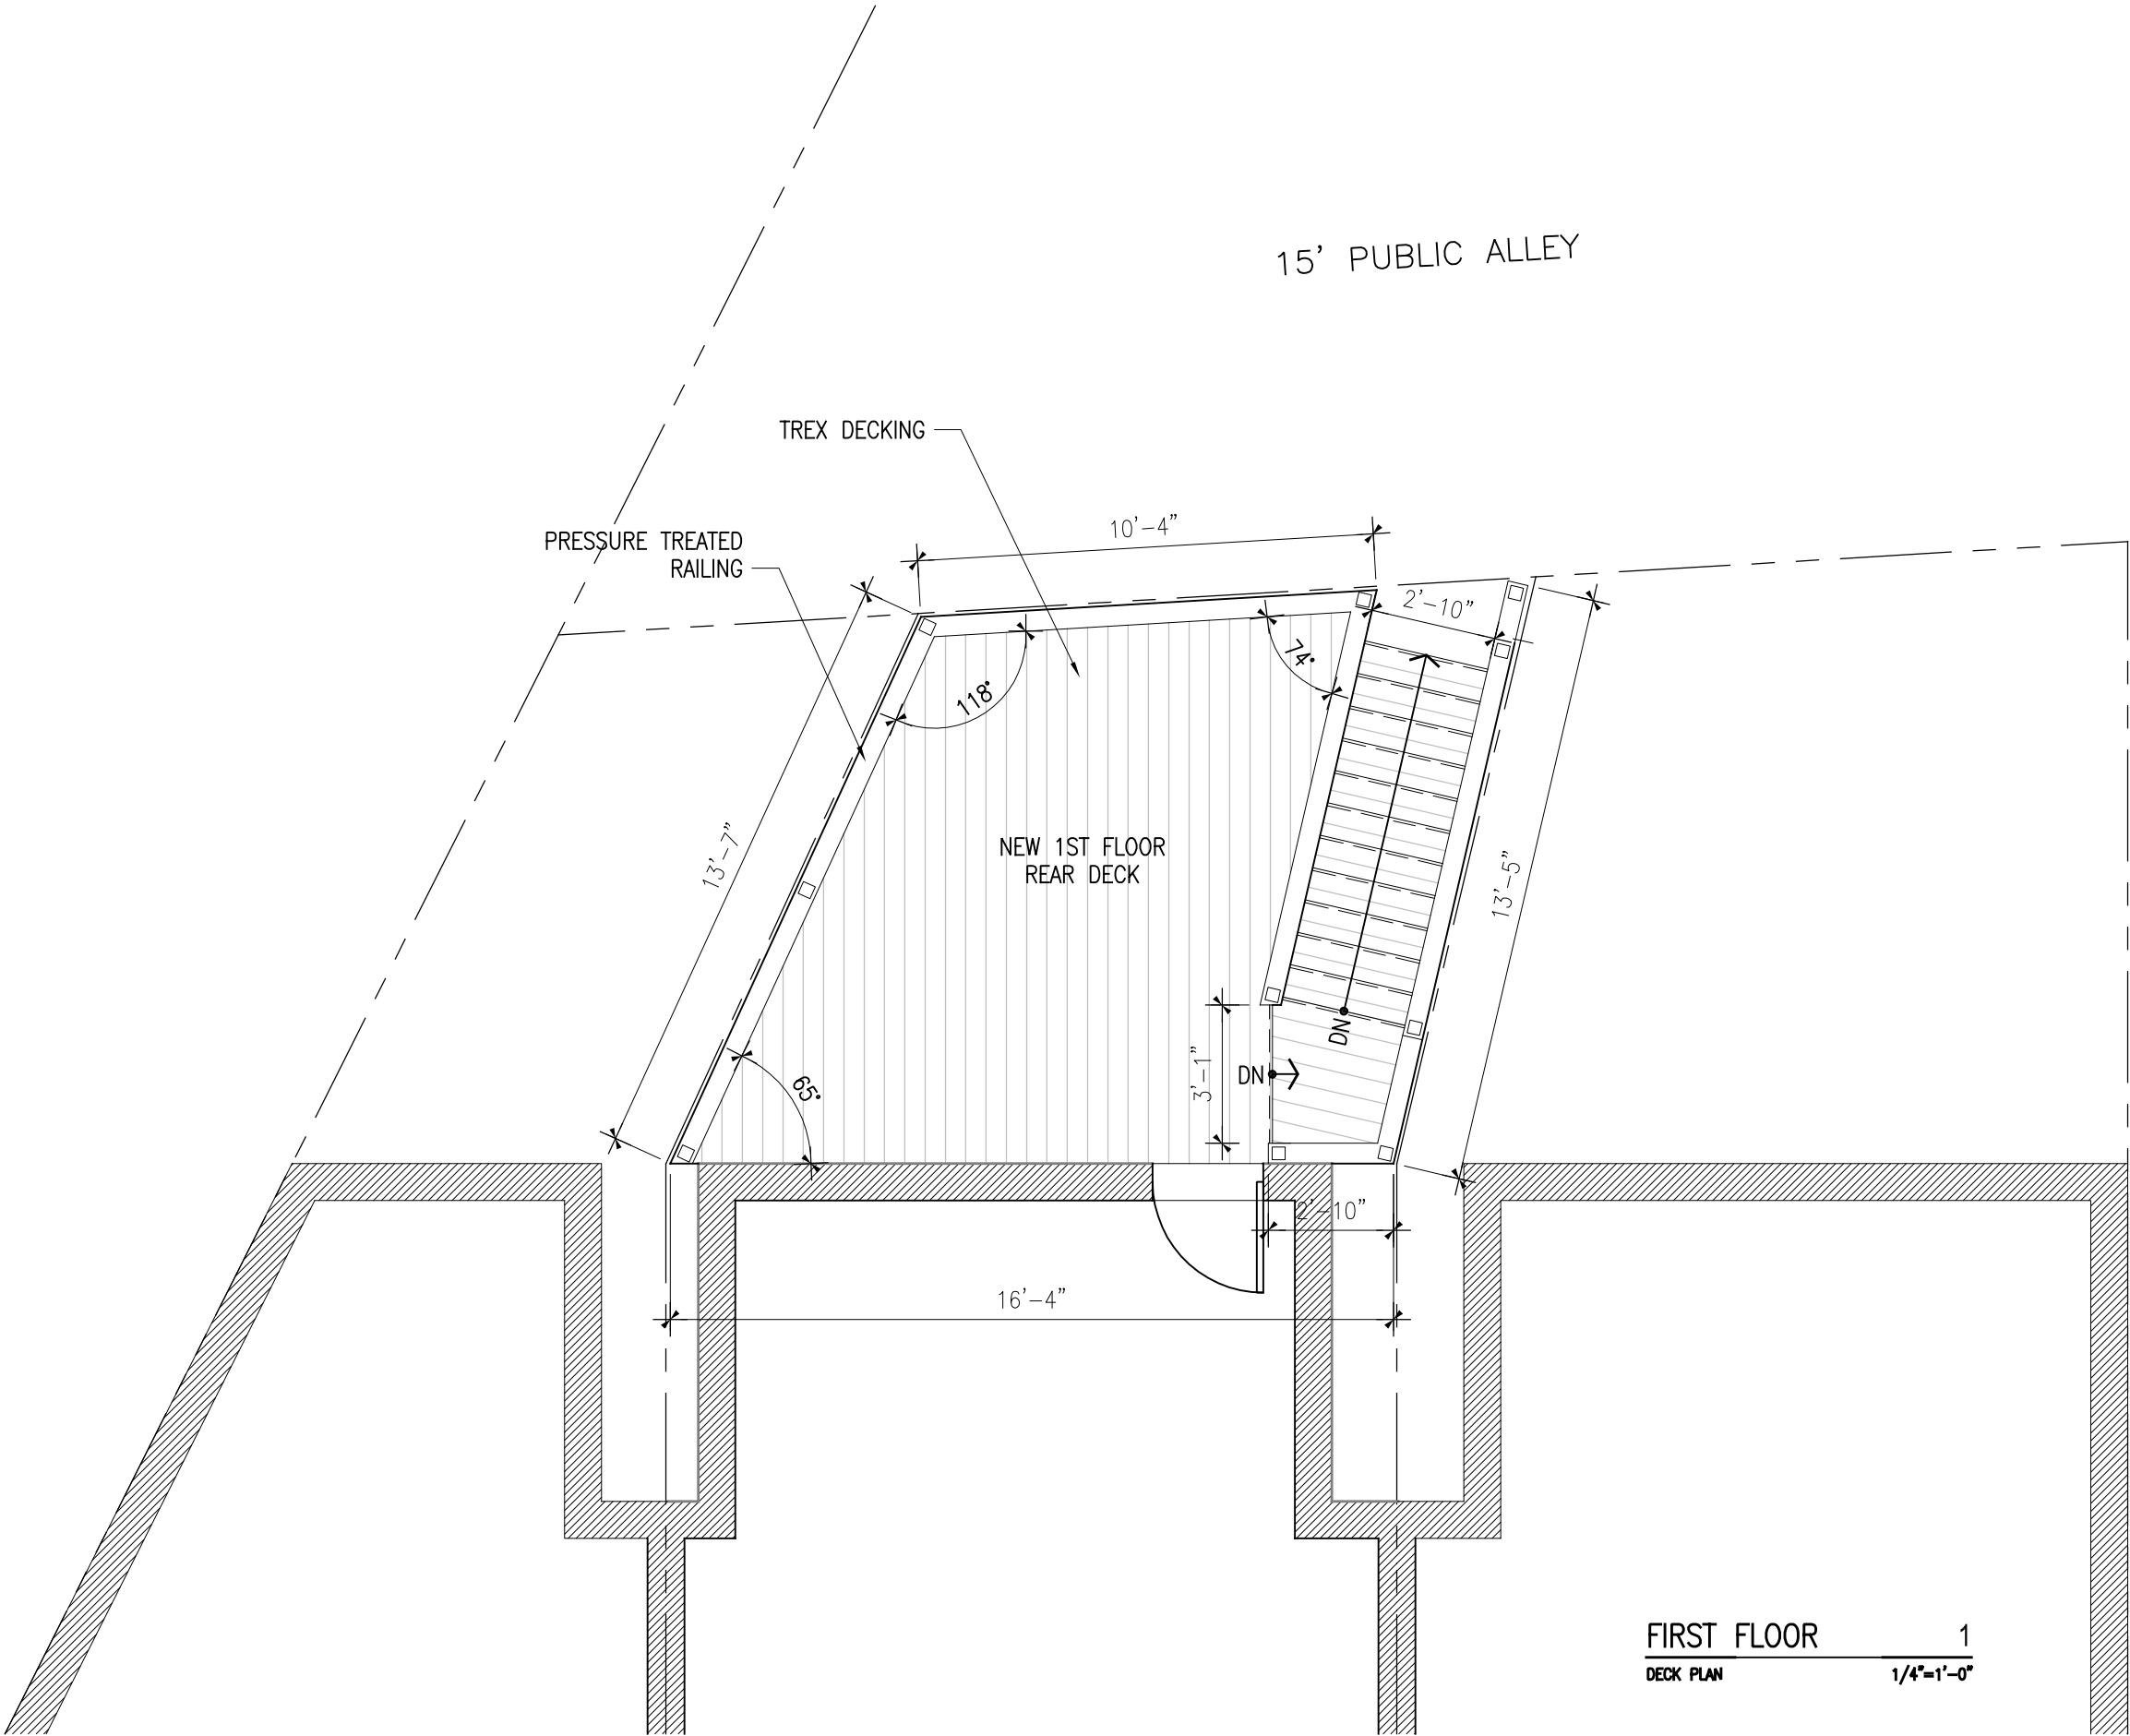 15' PUBLIC ALLEY
TREX DECKING
10'-4"
PRESSURE TREATED
RAILING
2'-10"
74°
118°
13'-7"
NEW 1ST FLOOR
REAR DECK
13'-5"
DN
3'-1"
DN
65°
2'-10"
16'-4"
FIRST FLOOR 1
DECK PLAN 1/4"=1'-0"